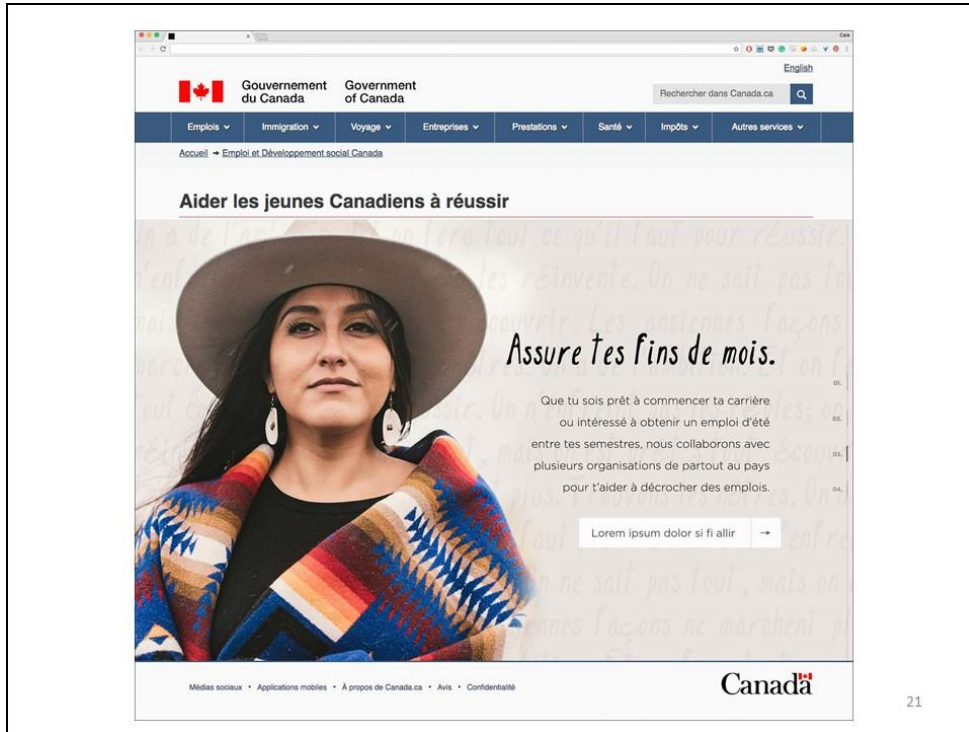 Cole
English
Gouvernement du Canada
Government of Canada
Rechercher dans Canada.ca
Emplois Immigration Voyage Entreprises Prestations Santé Impôts Autres services
Accueil → Emploi et Développement social Canada
Aider les jeunes Canadiens à réussir
Assure tes fins de mois.
Que tu sois prêt à commencer ta carrière
ou intéressé à obtenir un emploi d'été
entre tes semestres, nous collaborons avec
plusieurs organisations de partout au pays
pour t'aider à décrocher des emplois.
01.
02.
03.
04.
Lorem ipsum dolor si fi allir →
Médias sociaux • Applications mobiles • À propos de Canada.ca • Avis • Confidentialité
Canada
21